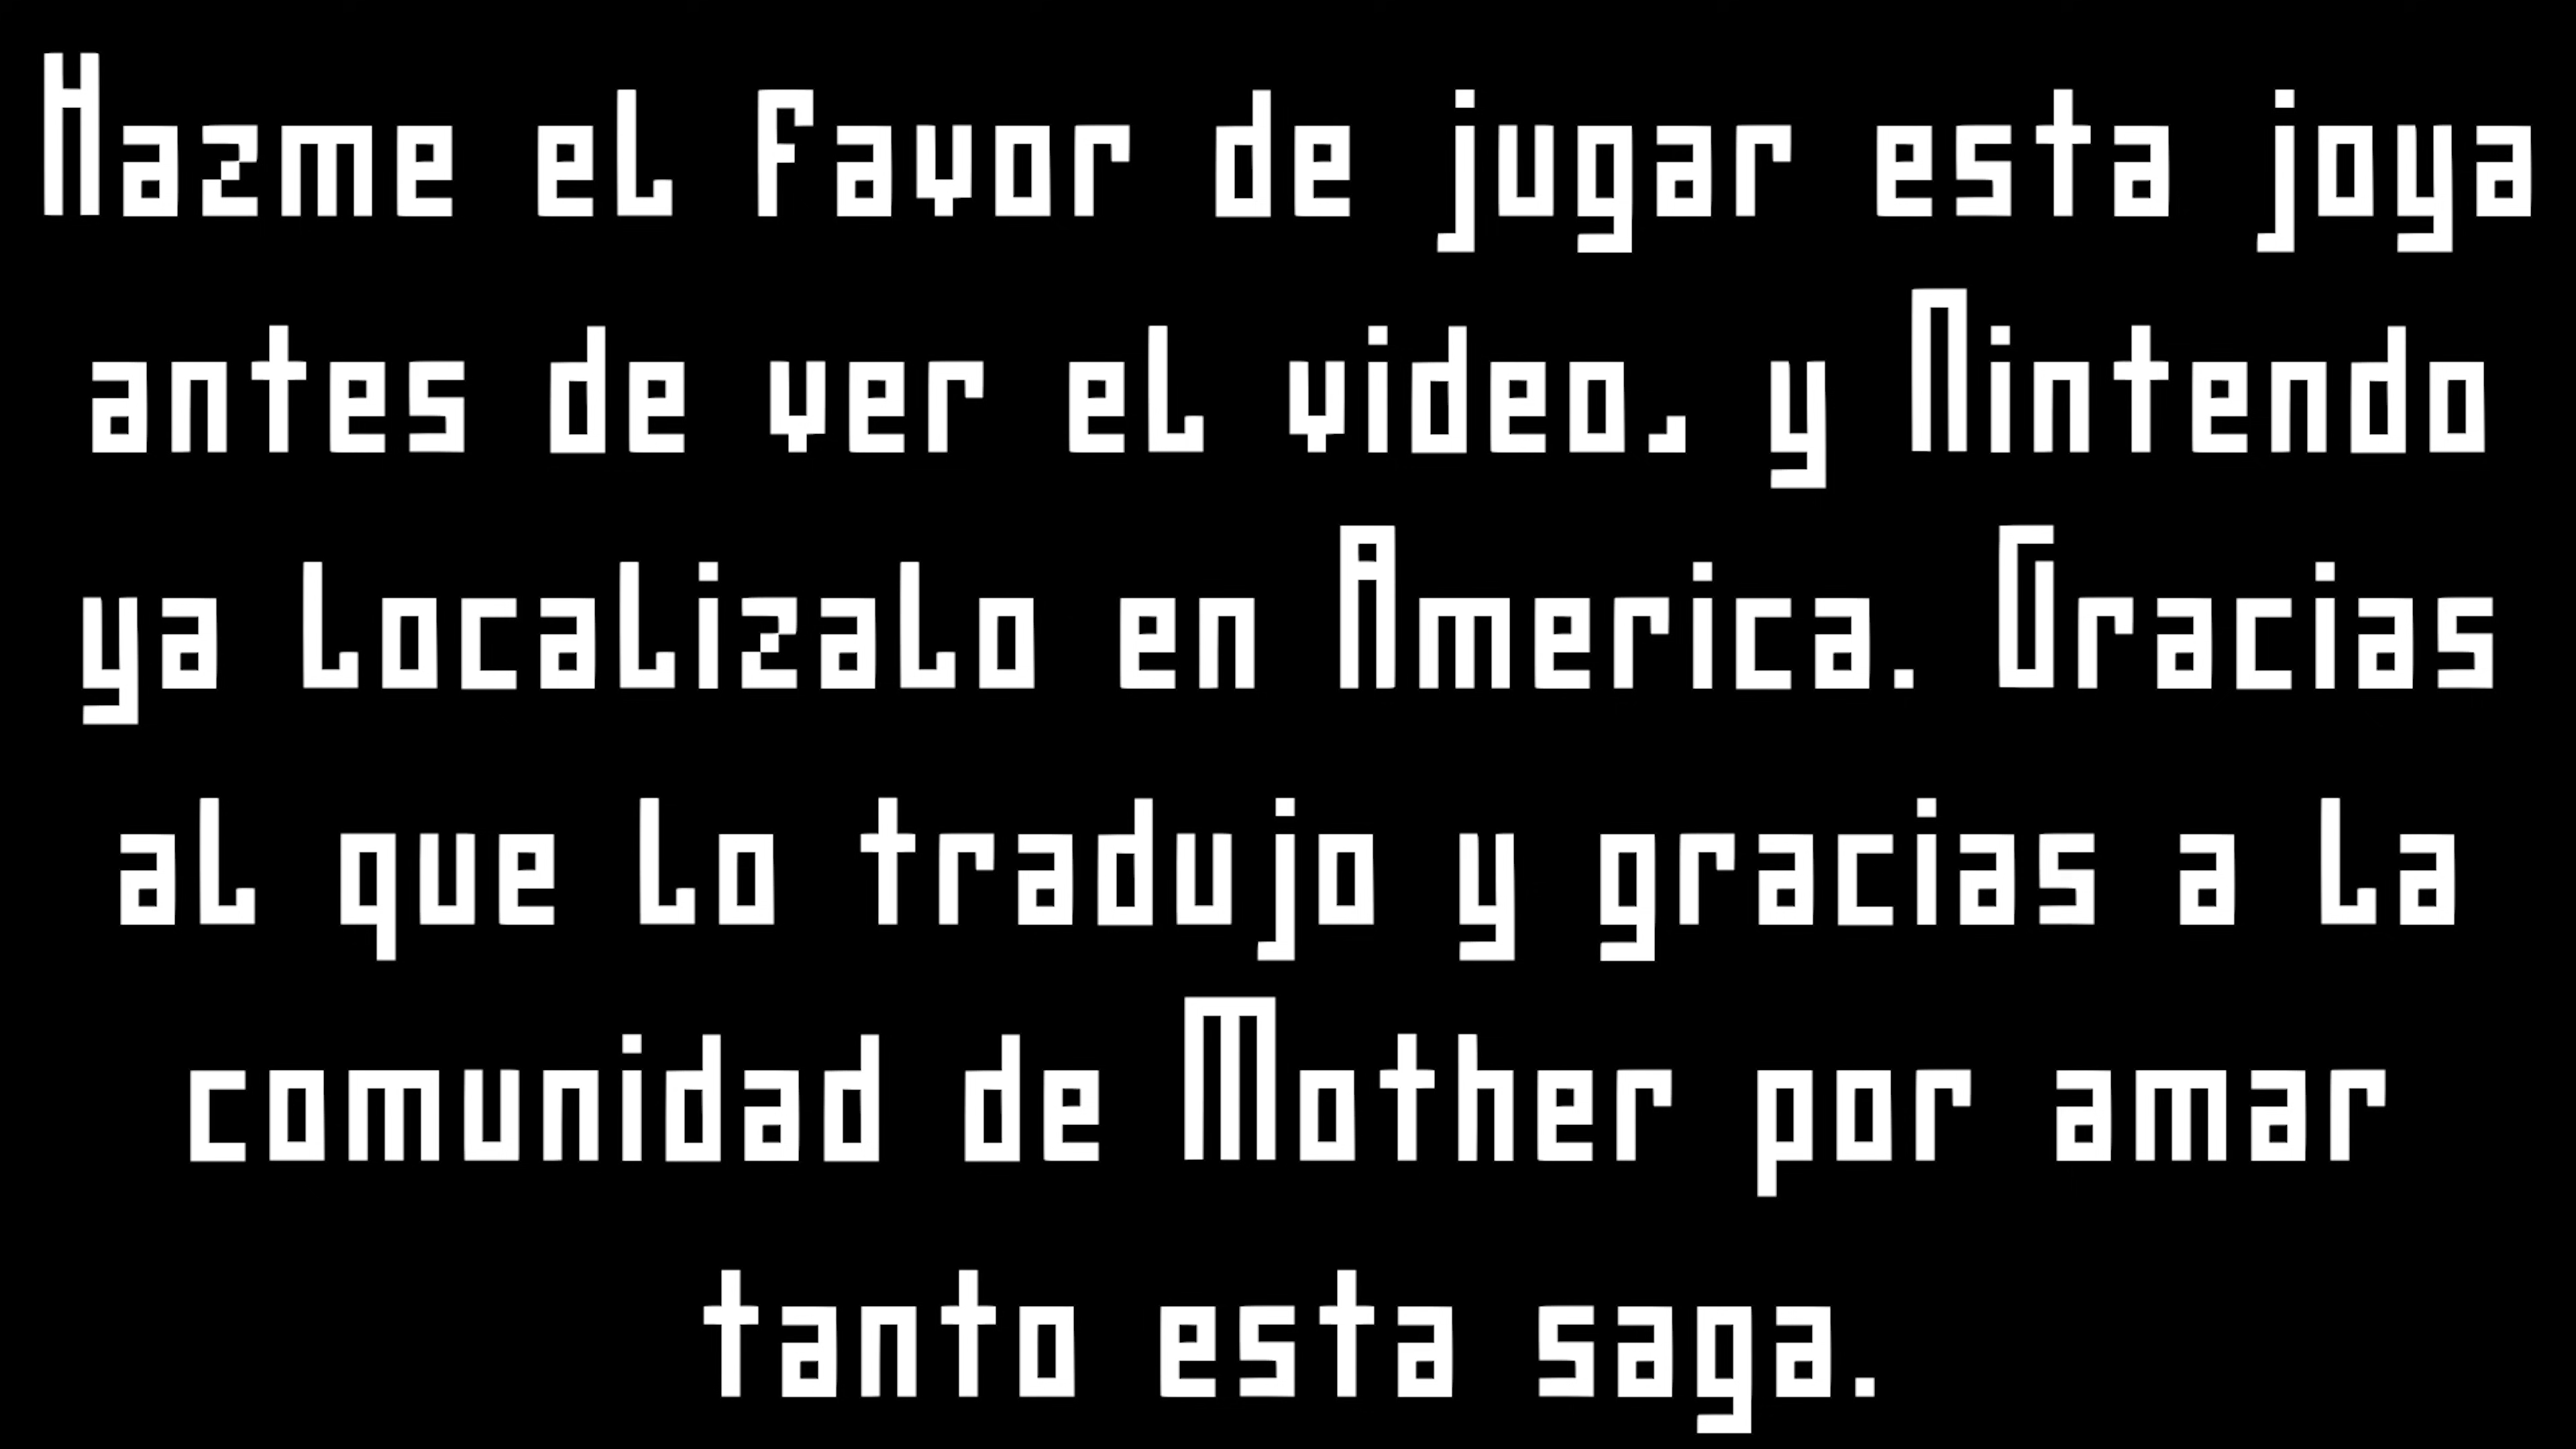 Hazme el favor de jugar esta joya
antes de ver el video, y Nintendo
ya localizalo en America. Gracias
al que lo tradujo y gracias a la
comunidad de Mother por amar
tanto esta saga.